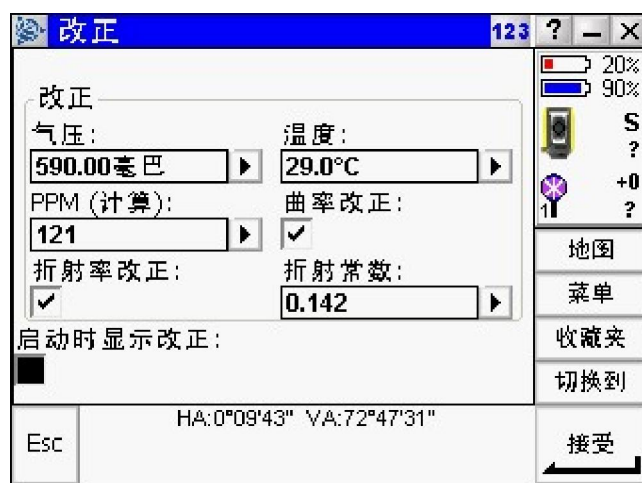 改正 123 ? – ×
20%
90%
改正
气压: 温度:
590.00毫巴 29.0°C
S
?
PPM (计算): 曲率改正:
121
+0
1 ?
折射率改正: 折射常数:
0.142
启动时显示改正:
地图
菜单
收藏夹
切换到
Esc
HA:0°09'43" VA:72°47'31"
接受